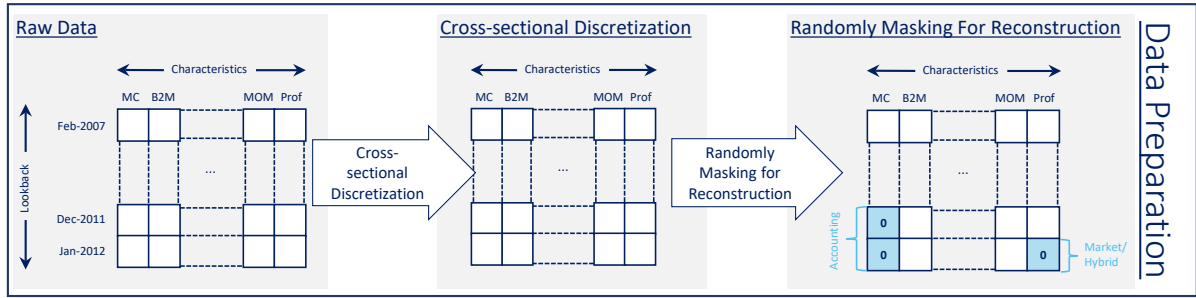 Raw Data
Characteristics
MC B2M MOM Prof
Feb-2007
...
Dec-2011
Jan-2012
Lookback
Cross-
sectional
Discretization
Cross-sectional Discretization
Characteristics
MC B2M MOM Prof
...
Randomly
Masking for
Reconstruction
Randomly Masking For Reconstruction
Characteristics
MC B2M MOM Prof
...
0
0 0
Accounting
Market/
Hybrid
Data Preparation